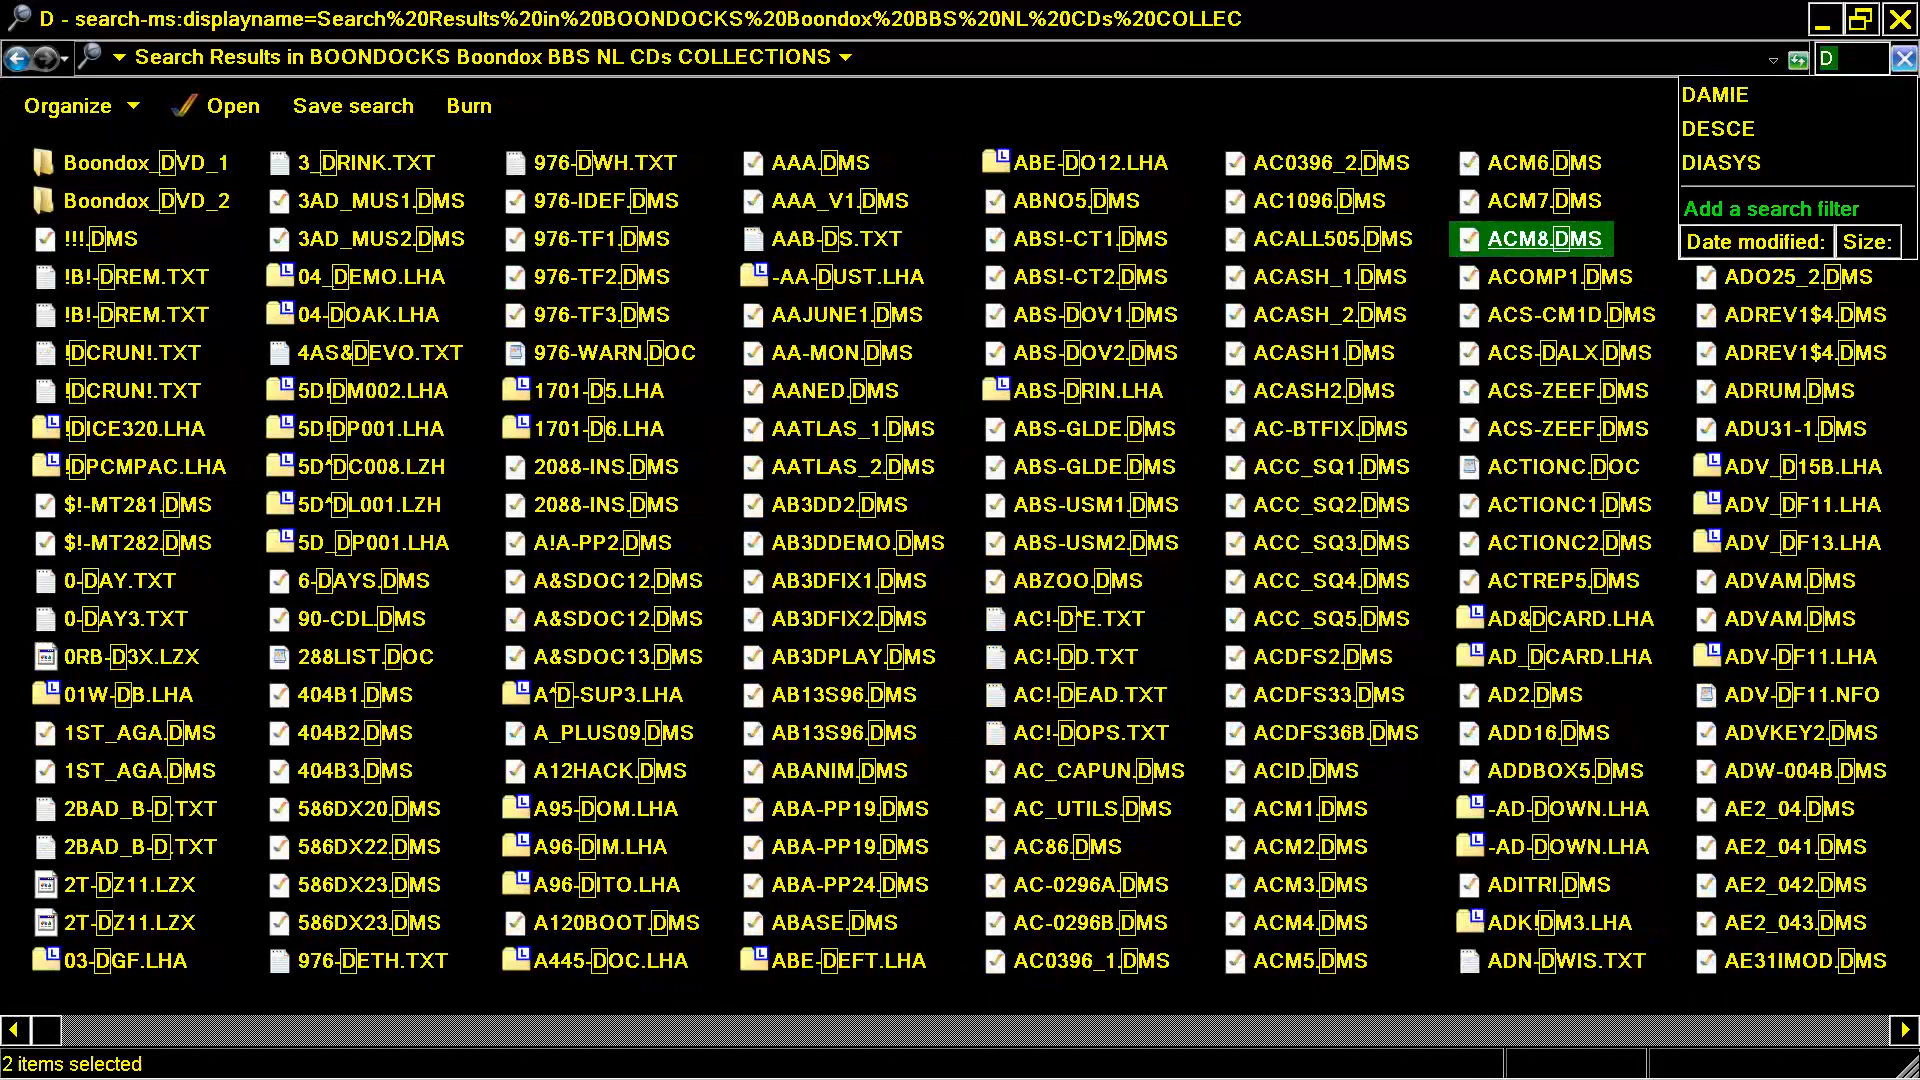 D - search-ms:displayname=Search%20Results%20in%20BOONDOCKS%20Boondox%20BBS%20NL%20CDs%20COLLEC
Search Results in BOONDOCKS Boondox BBS NL CDs COLLECTIONS
D
Organize Open Save search Burn
DAMIE
DESCE
DIASYS
Add a search filter
Date modified: Size:
Boondox_DVD_1
Boondox_DVD_2
!!!.DMS
!B!-DREM.TXT
!B!-DREM.TXT
!DCRUN!.TXT
!DCRUN!.TXT
!DICE320.LHA
!DPCMPAC.LHA
$!-MT281.DMS
$!-MT282.DMS
0-DAY.TXT
0-DAY3.TXT
0RB-D3X.LZX
01W-DB.LHA
1ST_AGA.DMS
1ST_AGA.DMS
2BAD_B-D.TXT
2BAD_B-D.TXT
2T-DZ11.LZX
2T-DZ11.LZX
03-DGF.LHA
3_DRINK.TXT
3AD_MUS1.DMS
3AD_MUS2.DMS
04_DEMO.LHA
04-DOAK.LHA
4AS&DEVO.TXT
5D!DM002.LHA
5D!DP001.LHA
5D^DC008.LZH
5D^DL001.LZH
5D_DP001.LHA
6-DAYS.DMS
90-CDL.DMS
288LIST.DOC
404B1.DMS
404B2.DMS
404B3.DMS
586DX20.DMS
586DX22.DMS
586DX23.DMS
586DX23.DMS
976-DETH.TXT
976-DWH.TXT
976-IDEF.DMS
976-TF1.DMS
976-TF2.DMS
976-TF3.DMS
976-WARN.DOC
1701-D5.LHA
1701-D6.LHA
2088-INS.DMS
2088-INS.DMS
A!A-PP2.DMS
A&SDOC12.DMS
A&SDOC12.DMS
A&SDOC13.DMS
A^D-SUP3.LHA
A_PLUS09.DMS
A12HACK.DMS
A95-DOM.LHA
A96-DIM.LHA
A96-DITO.LHA
A120BOOT.DMS
A445-DOC.LHA
AAA.DMS
AAA_V1.DMS
AAB-DS.TXT
-AA-DUST.LHA
AAJUNE1.DMS
AA-MON.DMS
AANED.DMS
AATLAS_1.DMS
AATLAS_2.DMS
AB3DD2.DMS
AB3DDEMO.DMS
AB3DFIX1.DMS
AB3DFIX2.DMS
AB3DPLAY.DMS
AB13S96.DMS
AB13S96.DMS
ABANIM.DMS
ABA-PP19.DMS
ABA-PP19.DMS
ABA-PP24.DMS
ABASE.DMS
ABE-DEFT.LHA
ABE-DO12.LHA
ABNO5.DMS
ABS!-CT1.DMS
ABS!-CT2.DMS
ABS-DOV1.DMS
ABS-DOV2.DMS
ABS-DRIN.LHA
ABS-GLDE.DMS
ABS-GLDE.DMS
ABS-USM1.DMS
ABS-USM2.DMS
ABZOO.DMS
AC!-D^E.TXT
AC!-DD.TXT
AC!-DEAD.TXT
AC!-DOPS.TXT
AC_CAPUN.DMS
AC_UTILS.DMS
AC86.DMS
AC-0296A.DMS
AC-0296B.DMS
AC0396_1.DMS
AC0396_2.DMS
AC1096.DMS
ACALL505.DMS
ACASH_1.DMS
ACASH_2.DMS
ACASH1.DMS
ACASH2.DMS
AC-BTFIX.DMS
ACC_SQ1.DMS
ACC_SQ2.DMS
ACC_SQ3.DMS
ACC_SQ4.DMS
ACC_SQ5.DMS
ACDFS2.DMS
ACDFS33.DMS
ACDFS36B.DMS
ACID.DMS
ACM1.DMS
ACM2.DMS
ACM3.DMS
ACM4.DMS
ACM5.DMS
ACM6.DMS
ACM7.DMS
ACM8.DMS
ACOMP1.DMS
ACS-CM1D.DMS
ACS-DALX.DMS
ACS-ZEEF.DMS
ACS-ZEEF.DMS
ACTIONC.DOC
ACTIONC1.DMS
ACTIONC2.DMS
ACTREP5.DMS
AD&DCARD.LHA
AD_DCARD.LHA
AD2.DMS
ADD16.DMS
ADDBOX5.DMS
-AD-DOWN.LHA
-AD-DOWN.LHA
ADITRI.DMS
ADK!DM3.LHA
ADN-DWIS.TXT
ADO25_2.DMS
ADREV1$4.DMS
ADREV1$4.DMS
ADRUM.DMS
ADU31-1.DMS
ADV_D15B.LHA
ADV_DF11.LHA
ADV_DF13.LHA
ADVAM.DMS
ADVAM.DMS
ADV-DF11.LHA
ADV-DF11.NFO
ADVKEY2.DMS
ADW-004B.DMS
AE2_04.DMS
AE2_041.DMS
AE2_042.DMS
AE2_043.DMS
AE31IMOD.DMS
2 items selected